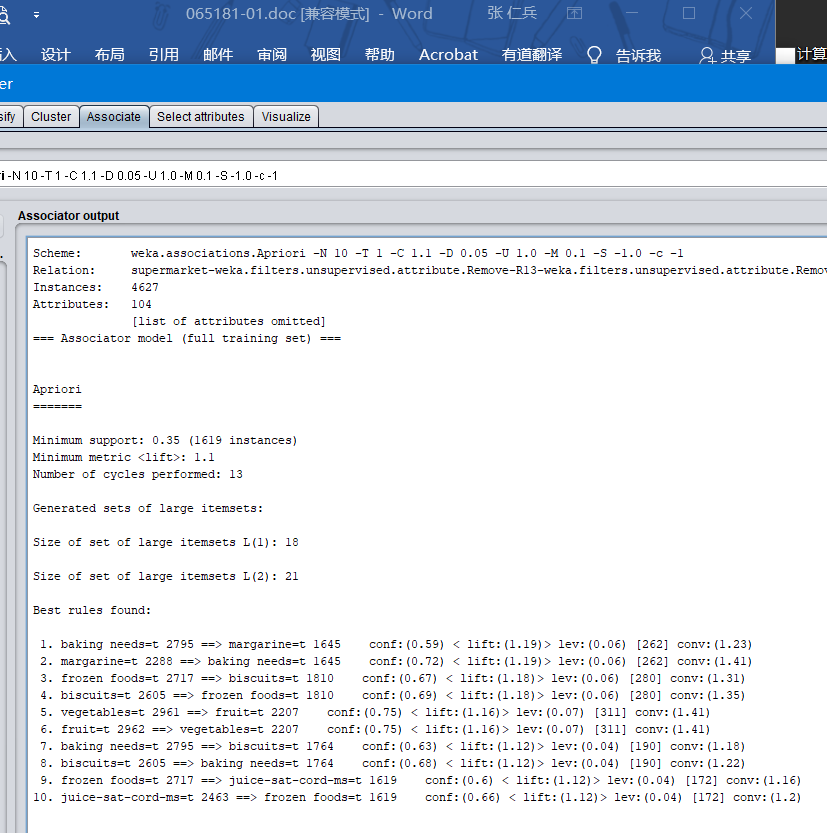 065181-01.doc [兼容模式] - Word 张 仁兵
设计 布局 引用 邮件 审阅 视图 帮助 Acrobat 有道翻译 告诉我 共享 计算
er
sify Cluster Associate Select attributes Visualize
ri -N 10 -T 1 -C 1.1 -D 0.05 -U 1.0 -M 0.1 -S -1.0 -c -1
Associator output
Scheme: weka.associations.Apriori -N 10 -T 1 -C 1.1 -D 0.05 -U 1.0 -M 0.1 -S -1.0 -c -1
Relation: supermarket-weka.filters.unsupervised.attribute.Remove-R13-weka.filters.unsupervised.attribute.Remov
Instances: 4627
Attributes: 104
[list of attributes omitted]
=== Associator model (full training set) ===
Apriori
=======
Minimum support: 0.35 (1619 instances)
Minimum metric <lift>: 1.1
Number of cycles performed: 13
Generated sets of large itemsets:
Size of set of large itemsets L(1): 18
Size of set of large itemsets L(2): 21
Best rules found:
1. baking needs=t 2795 ==> margarine=t 1645 conf:(0.59) < lift:(1.19)> lev:(0.06) [262] conv:(1.23)
2. margarine=t 2288 ==> baking needs=t 1645 conf:(0.72) < lift:(1.19)> lev:(0.06) [262] conv:(1.41)
3. frozen foods=t 2717 ==> biscuits=t 1810 conf:(0.67) < lift:(1.18)> lev:(0.06) [280] conv:(1.31)
4. biscuits=t 2605 ==> frozen foods=t 1810 conf:(0.69) < lift:(1.18)> lev:(0.06) [280] conv:(1.35)
5. vegetables=t 2961 ==> fruit=t 2207 conf:(0.75) < lift:(1.16)> lev:(0.07) [311] conv:(1.41)
6. fruit=t 2962 ==> vegetables=t 2207 conf:(0.75) < lift:(1.16)> lev:(0.07) [311] conv:(1.41)
7. baking needs=t 2795 ==> biscuits=t 1764 conf:(0.63) < lift:(1.12)> lev:(0.04) [190] conv:(1.18)
8. biscuits=t 2605 ==> baking needs=t 1764 conf:(0.68) < lift:(1.12)> lev:(0.04) [190] conv:(1.22)
9. frozen foods=t 2717 ==> juice-sat-cord-ms=t 1619 conf:(0.6) < lift:(1.12)> lev:(0.04) [172] conv:(1.16)
10. juice-sat-cord-ms=t 2463 ==> frozen foods=t 1619 conf:(0.66) < lift:(1.12)> lev:(0.04) [172] conv:(1.2)